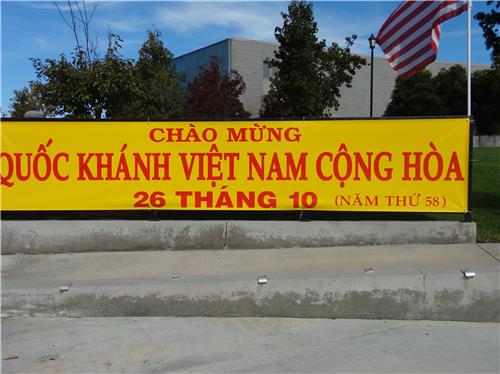 CHÀO MỪNG
QUỐC KHÁNH VIỆT NAM CỘNG HÒA
26 THÁNG 10 (NĂM THỨ 58)